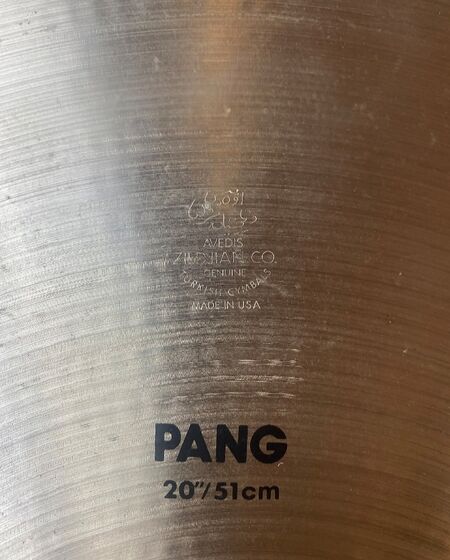 AVEDIS
ZILDJIAN CO.
GENUINE
TURKISH CYMBALS
MADE IN USA
PANG
20"/51cm